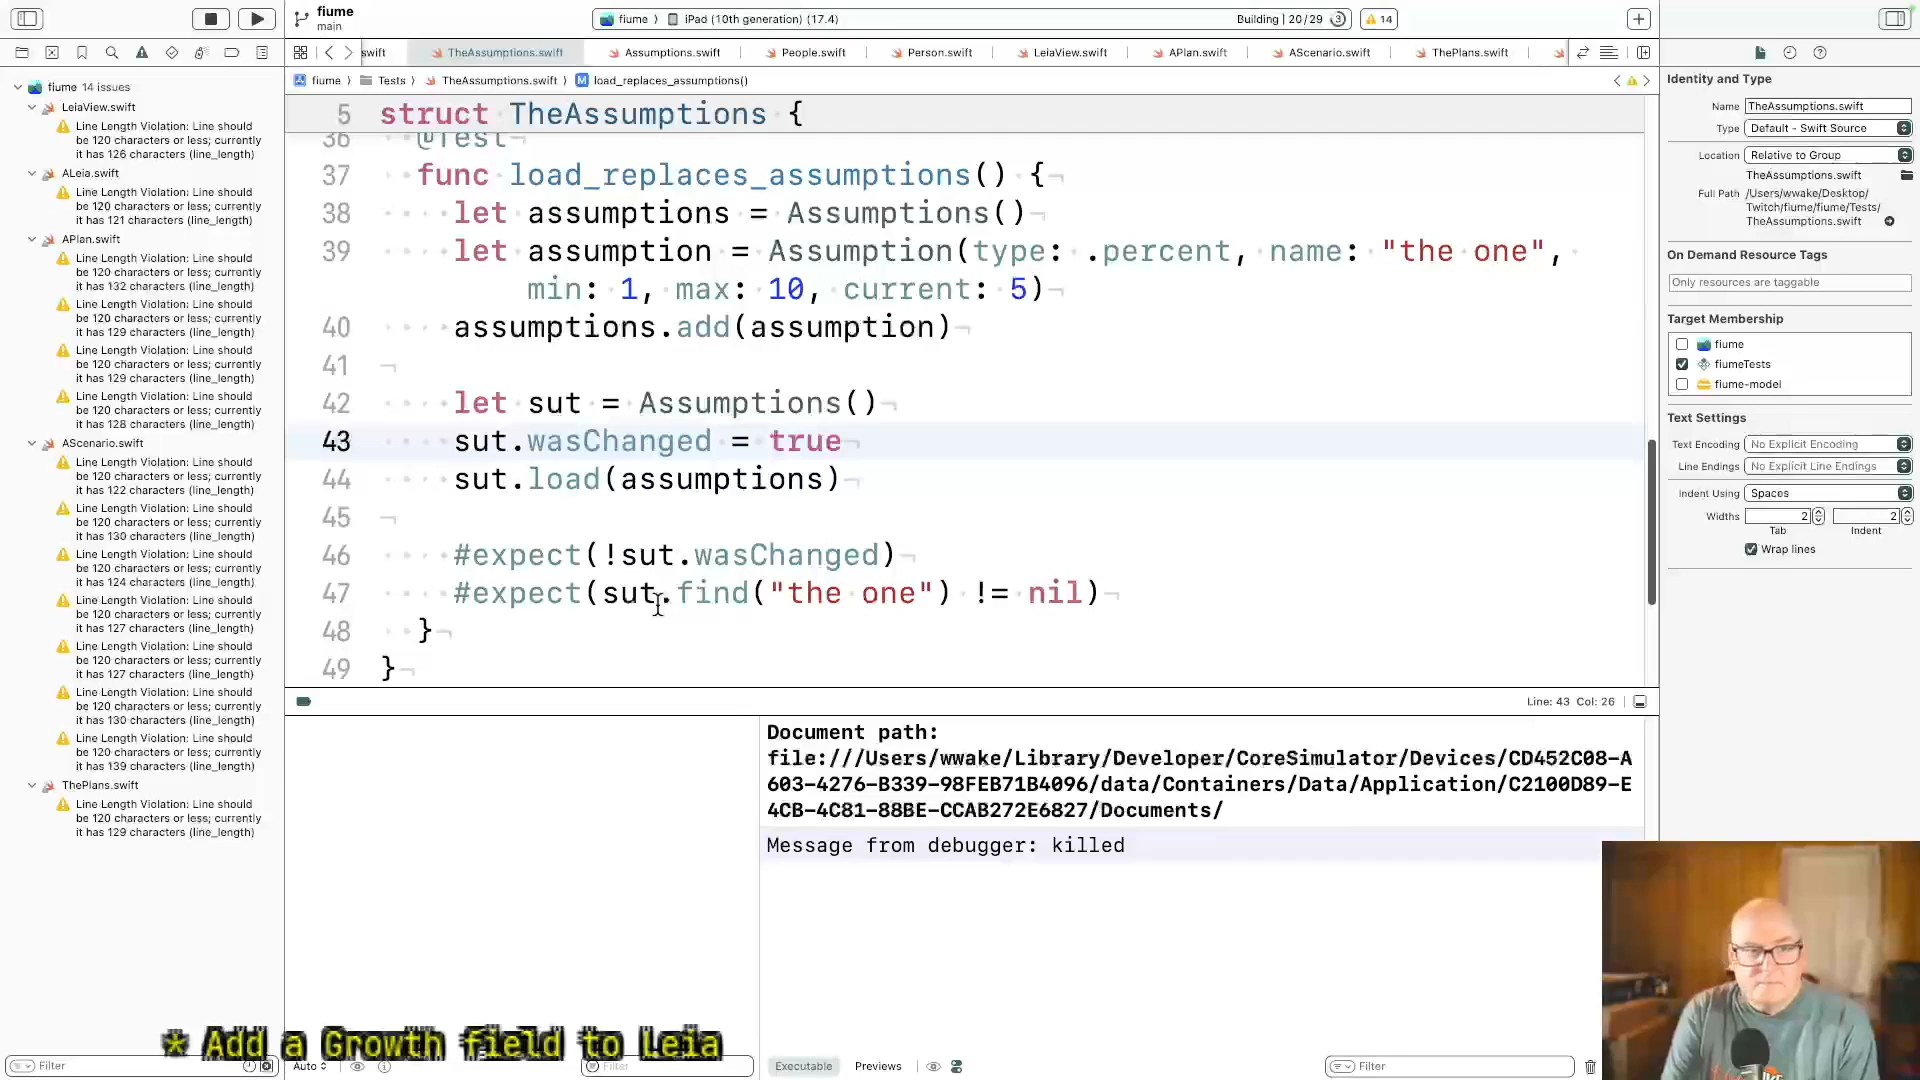 fiume
main
fiume
iPad (10th generation) (17.4)
Building | 20/29
3
14
swift
TheAssumptions.swift
Assumptions.swift
People.swift
Person.swift
LeiaView.swift
APlan.swift
AScenario.swift
ThePlans.swift
fiume
Tests
TheAssumptions.swift
load_replaces_assumptions()
fiume 14 issues
LeiaView.swift
Line Length Violation: Line should
be 120 characters or less; currently
it has 126 characters (line_length)
ALeia.swift
Line Length Violation: Line should
be 120 characters or less; currently
it has 121 characters (line_length)
APlan.swift
Line Length Violation: Line should
be 120 characters or less; currently
it has 132 characters (line_length)
Line Length Violation: Line should
be 120 characters or less; currently
it has 129 characters (line_length)
Line Length Violation: Line should
be 120 characters or less; currently
it has 129 characters (line_length)
Line Length Violation: Line should
be 120 characters or less; currently
it has 128 characters (line_length)
AScenario.swift
Line Length Violation: Line should
be 120 characters or less; currently
it has 122 characters (line_length)
Line Length Violation: Line should
be 120 characters or less; currently
it has 130 characters (line_length)
Line Length Violation: Line should
be 120 characters or less; currently
it has 124 characters (line_length)
Line Length Violation: Line should
be 120 characters or less; currently
it has 127 characters (line_length)
Line Length Violation: Line should
be 120 characters or less; currently
it has 127 characters (line_length)
Line Length Violation: Line should
be 120 characters or less; currently
it has 130 characters (line_length)
Line Length Violation: Line should
be 120 characters or less; currently
it has 139 characters (line_length)
ThePlans.swift
Line Length Violation: Line should
be 120 characters or less; currently
it has 129 characters (line_length)
Filter
5 struct TheAssumptions {
36 @Test
37 func load_replaces_assumptions() {
38 let assumptions = Assumptions()
39 let assumption = Assumption(type: .percent, name: "the one",
min: 1, max: 10, current: 5)
40 assumptions.add(assumption)
41
42 let sut = Assumptions()
43 sut.wasChanged = true
44 sut.load(assumptions)
45
46 #expect(!sut.wasChanged)
47 #expect(sut.find("the one") != nil)
48 }
49 }
Line: 43 Col: 26
Document path:
file:///Users/wwake/Library/Developer/CoreSimulator/Devices/CD452C08-A
603-4276-B339-98FEB71B4096/data/Containers/Data/Application/C2100D89-E
4CB-4C81-88BE-CCAB272E6827/Documents/
Message from debugger: killed
* Add a Growth field to Leia
Auto
Filter
Executable
Previews
Filter
Identity and Type
Name TheAssumptions.swift
Type Default - Swift Source
Location Relative to Group
TheAssumptions.swift
Full Path /Users/wwake/Desktop/
Twitch/fiume/fiume/Tests/
TheAssumptions.swift
On Demand Resource Tags
Only resources are taggable
Target Membership
fiume
fiumeTests
fiume-model
Text Settings
Text Encoding No Explicit Encoding
Line Endings No Explicit Line Endings
Indent Using Spaces
Widths 2 2
Tab Indent
Wrap lines